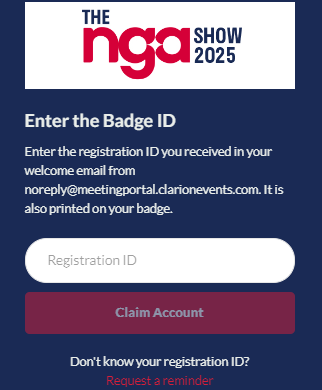 THE
nga SHOW
2025
Enter the Badge ID
Enter the registration ID you received in your
welcome email from
noreply@meetingportal.clarionevents.com. It is
also printed on your badge.
Registration ID
Claim Account
Don't know your registration ID?
Request a reminder